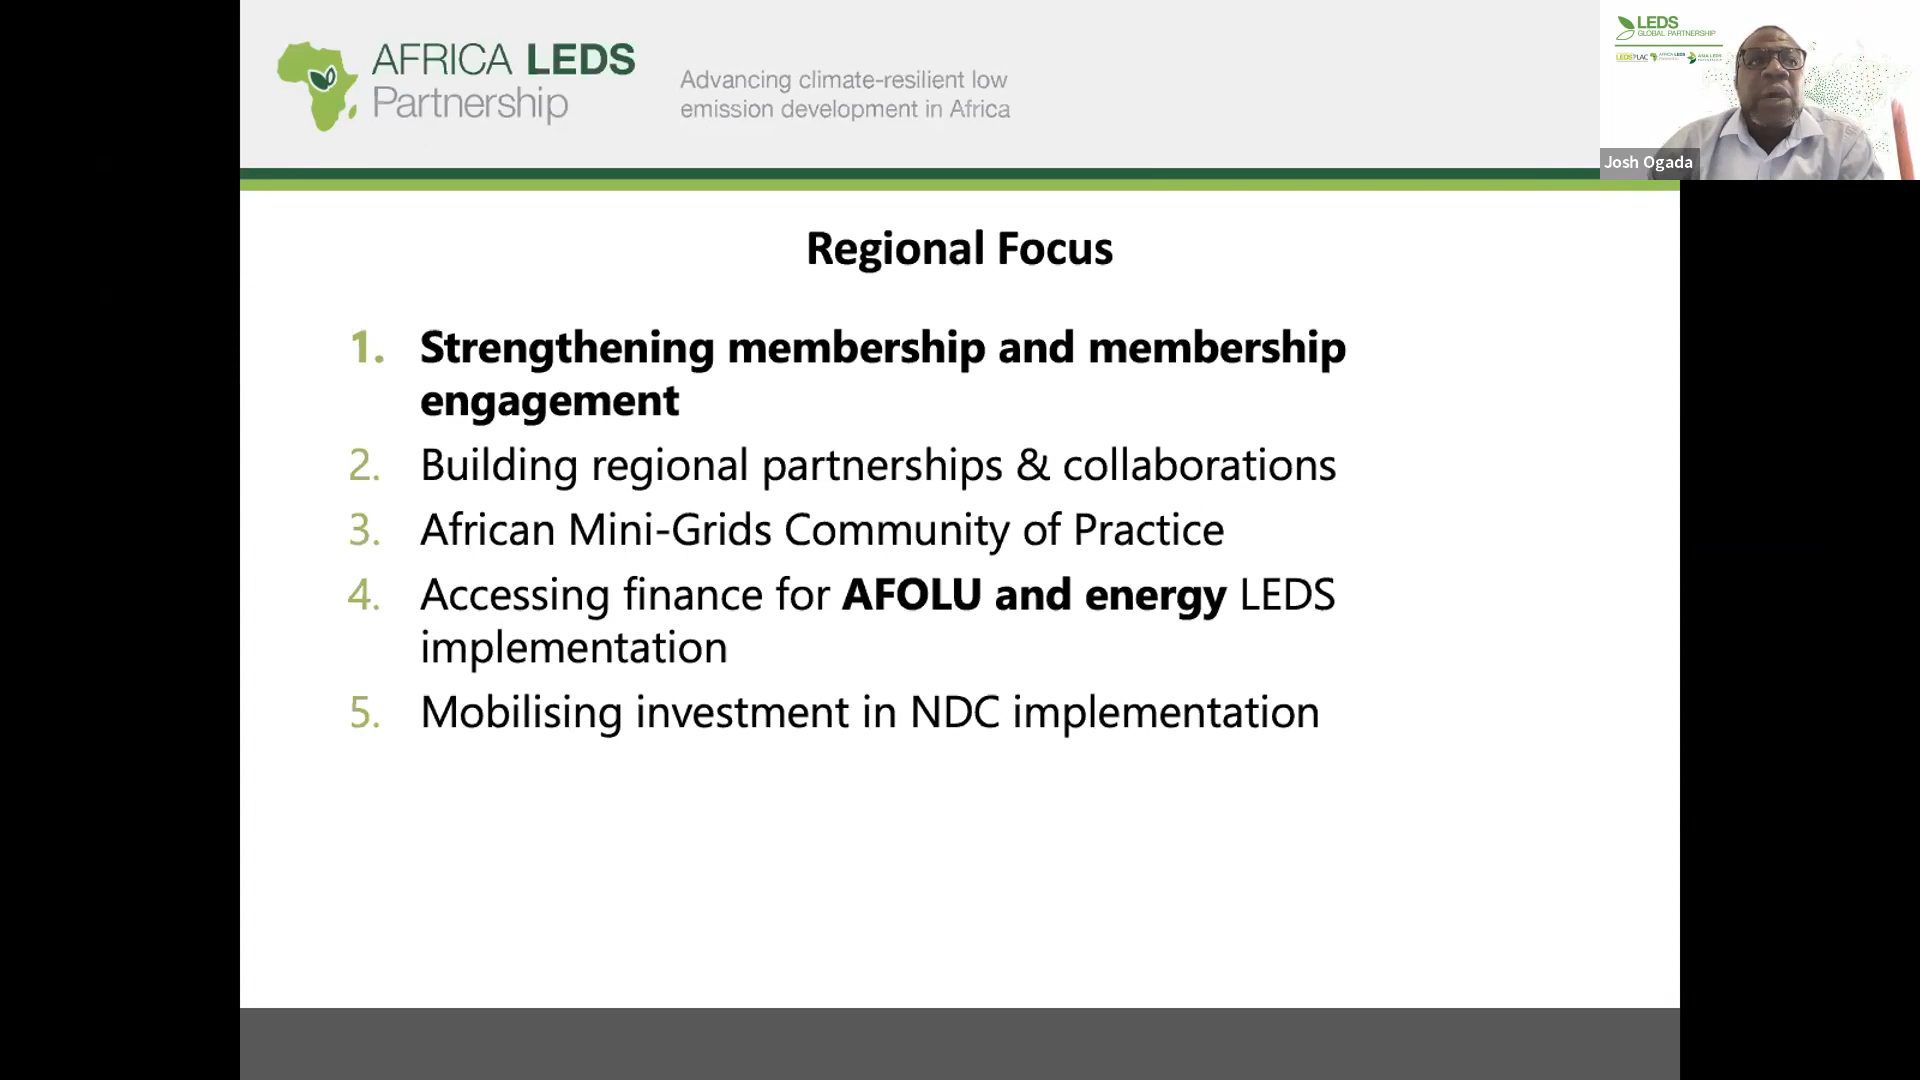 AFRICA LEDS
Partnership
Advancing climate-resilient low
emission development in Africa
LEDS
GLOBAL PARTNERSHIP
Josh Ogada
Regional Focus
1. Strengthening membership and membership
engagement
2. Building regional partnerships & collaborations
3. African Mini-Grids Community of Practice
4. Accessing finance for AFOLU and energy LEDS
implementation
5. Mobilising investment in NDC implementation